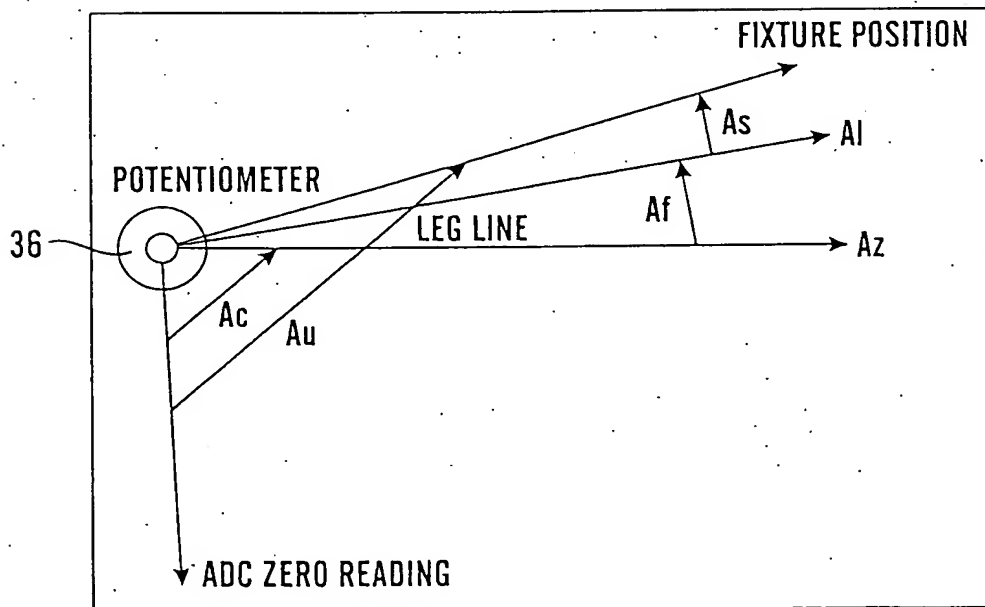 FIXTURE POSITION
As
Al
POTENTIOMETER
Af
36
LEG LINE
Az
Ac
Au
ADC ZERO READING